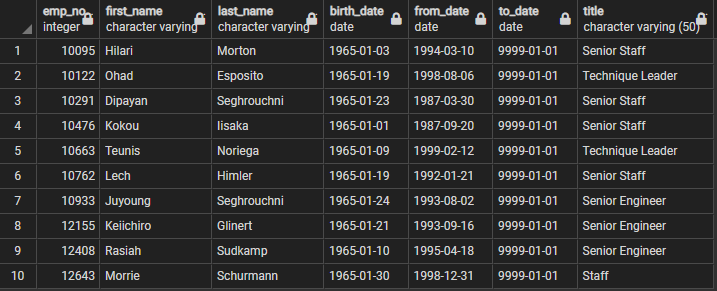 emp_no first_name last_name birth_date from_date to_date title
integer character varying character varying date date date character varying (50)
1 10095 Hilari Morton 1965-01-03 1994-03-10 9999-01-01 Senior Staff
2 10122 Ohad Esposito 1965-01-19 1998-08-06 9999-01-01 Technique Leader
3 10291 Dipayan Seghrouchni 1965-01-23 1987-03-30 9999-01-01 Senior Staff
4 10476 Kokou Iisaka 1965-01-01 1987-09-20 9999-01-01 Senior Staff
5 10663 Teunis Noriega 1965-01-09 1999-02-12 9999-01-01 Technique Leader
6 10762 Lech Himler 1965-01-19 1992-01-21 9999-01-01 Senior Staff
7 10933 Juyoung Seghrouchni 1965-01-24 1993-08-02 9999-01-01 Senior Engineer
8 12155 Keiichiro Glinert 1965-01-21 1993-09-16 9999-01-01 Senior Engineer
9 12408 Rasiah Sudkamp 1965-01-10 1995-04-18 9999-01-01 Senior Engineer
10 12643 Morrie Schurmann 1965-01-30 1998-12-31 9999-01-01 Staff